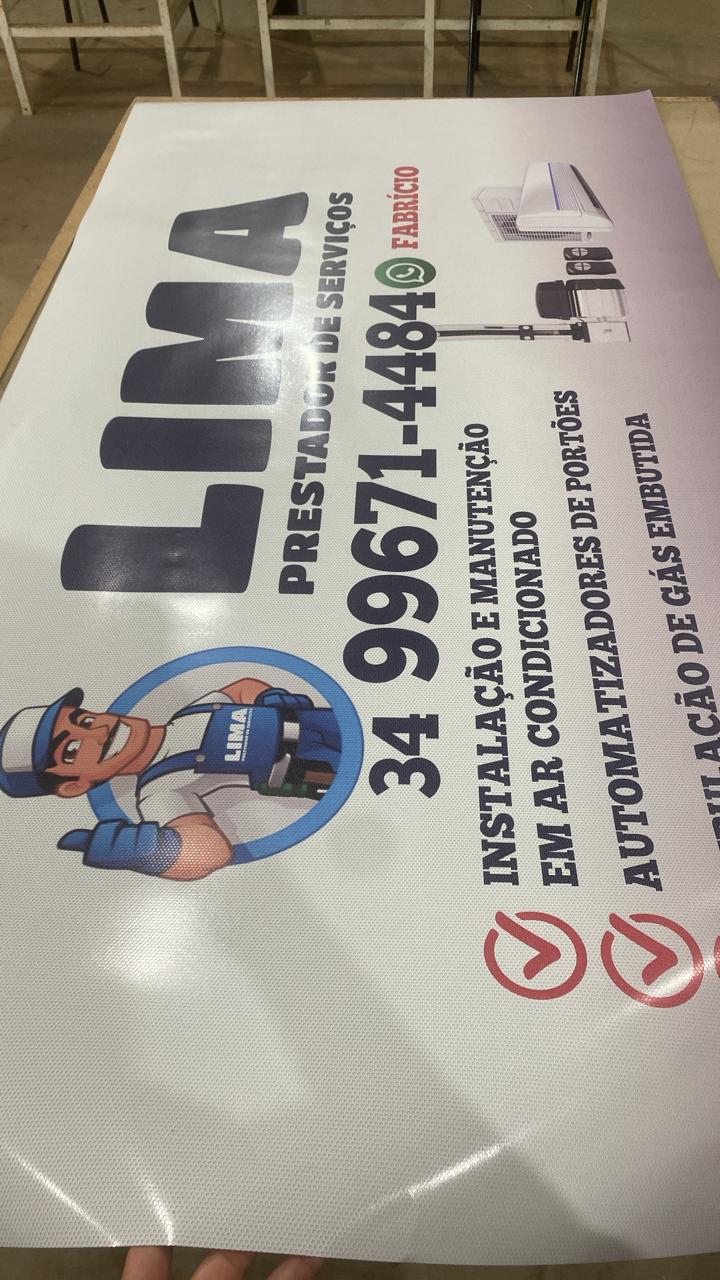 LIMA
PRESTADOR DE SERVIÇOS
34 99671-4484 FABRÍCIO
LIMA
INSTALAÇÃO E MANUTENÇÃO
EM AR CONDICIONADO
AUTOMATIZADORES DE PORTÕES
DE GÁS EMBUTIDA